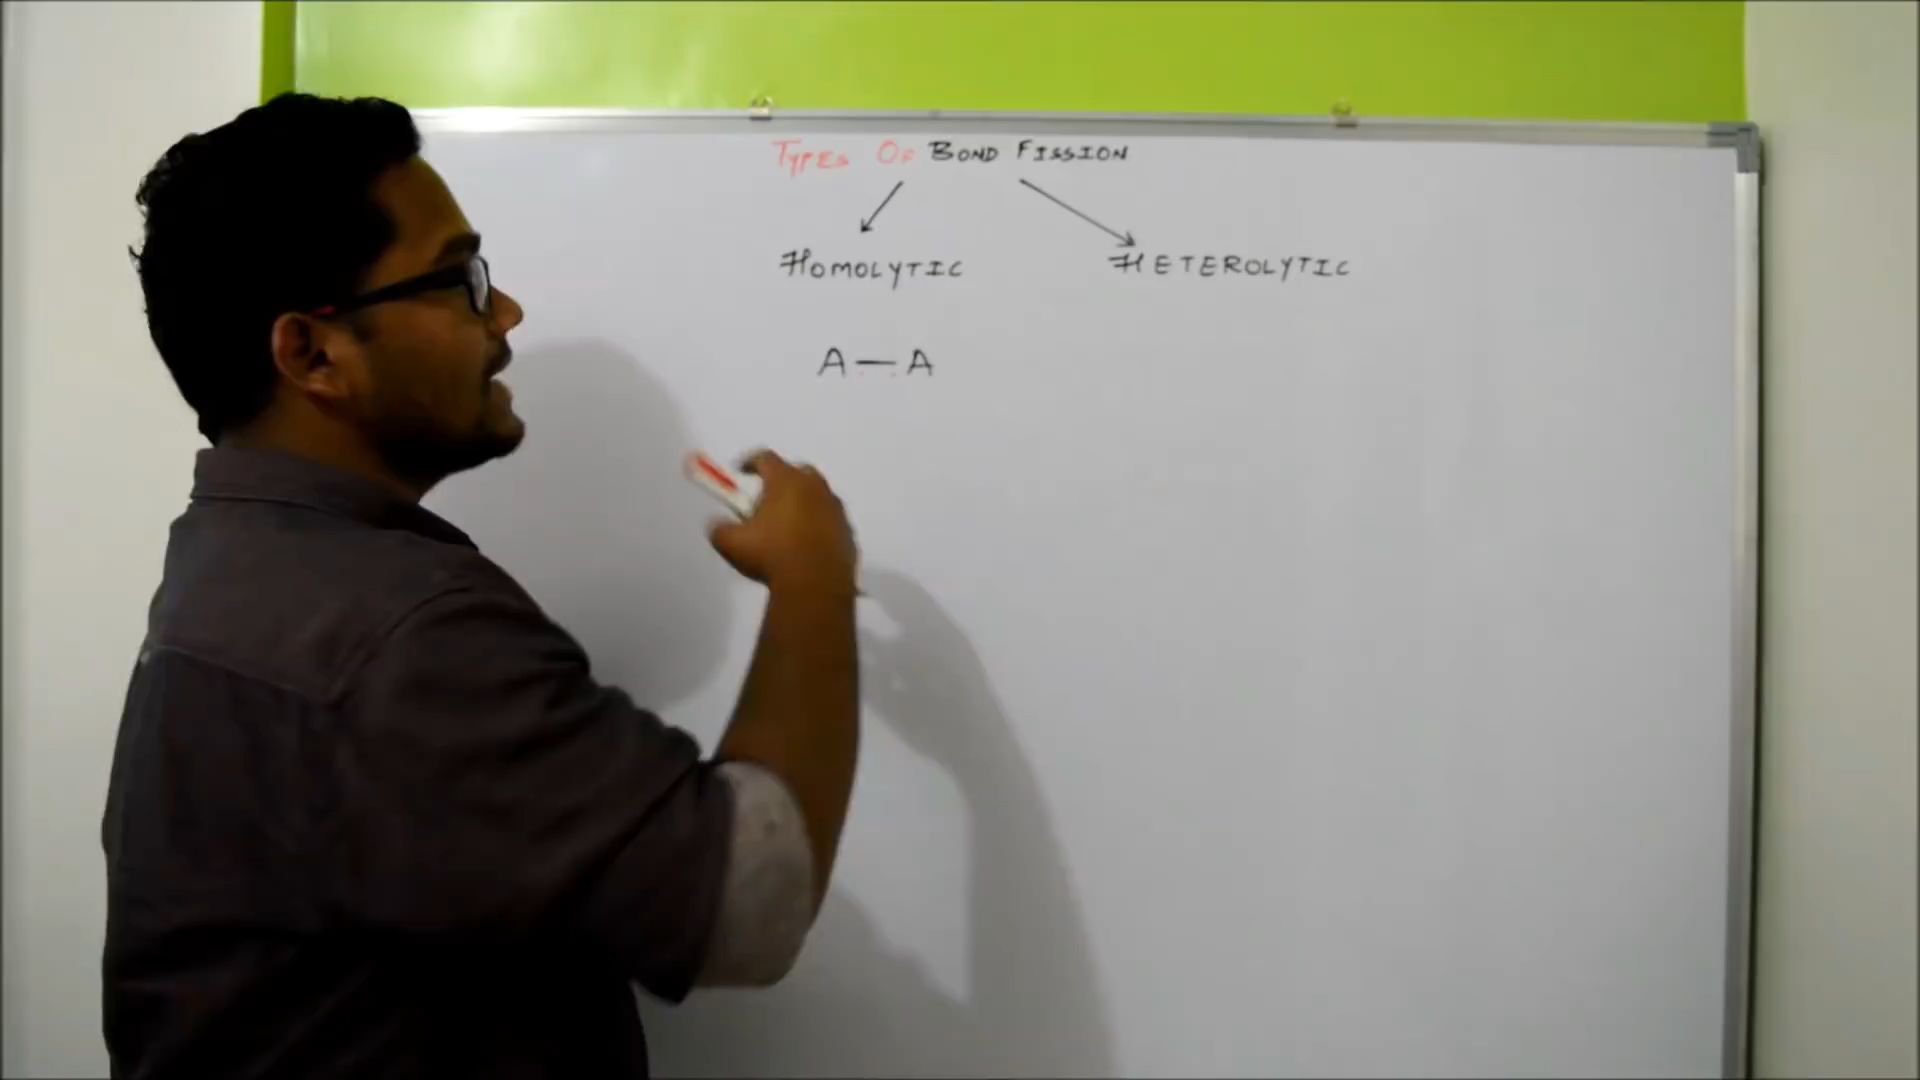 TYPES OF BOND FISSION
HOMOLYTIC HETEROLYTIC
A — A